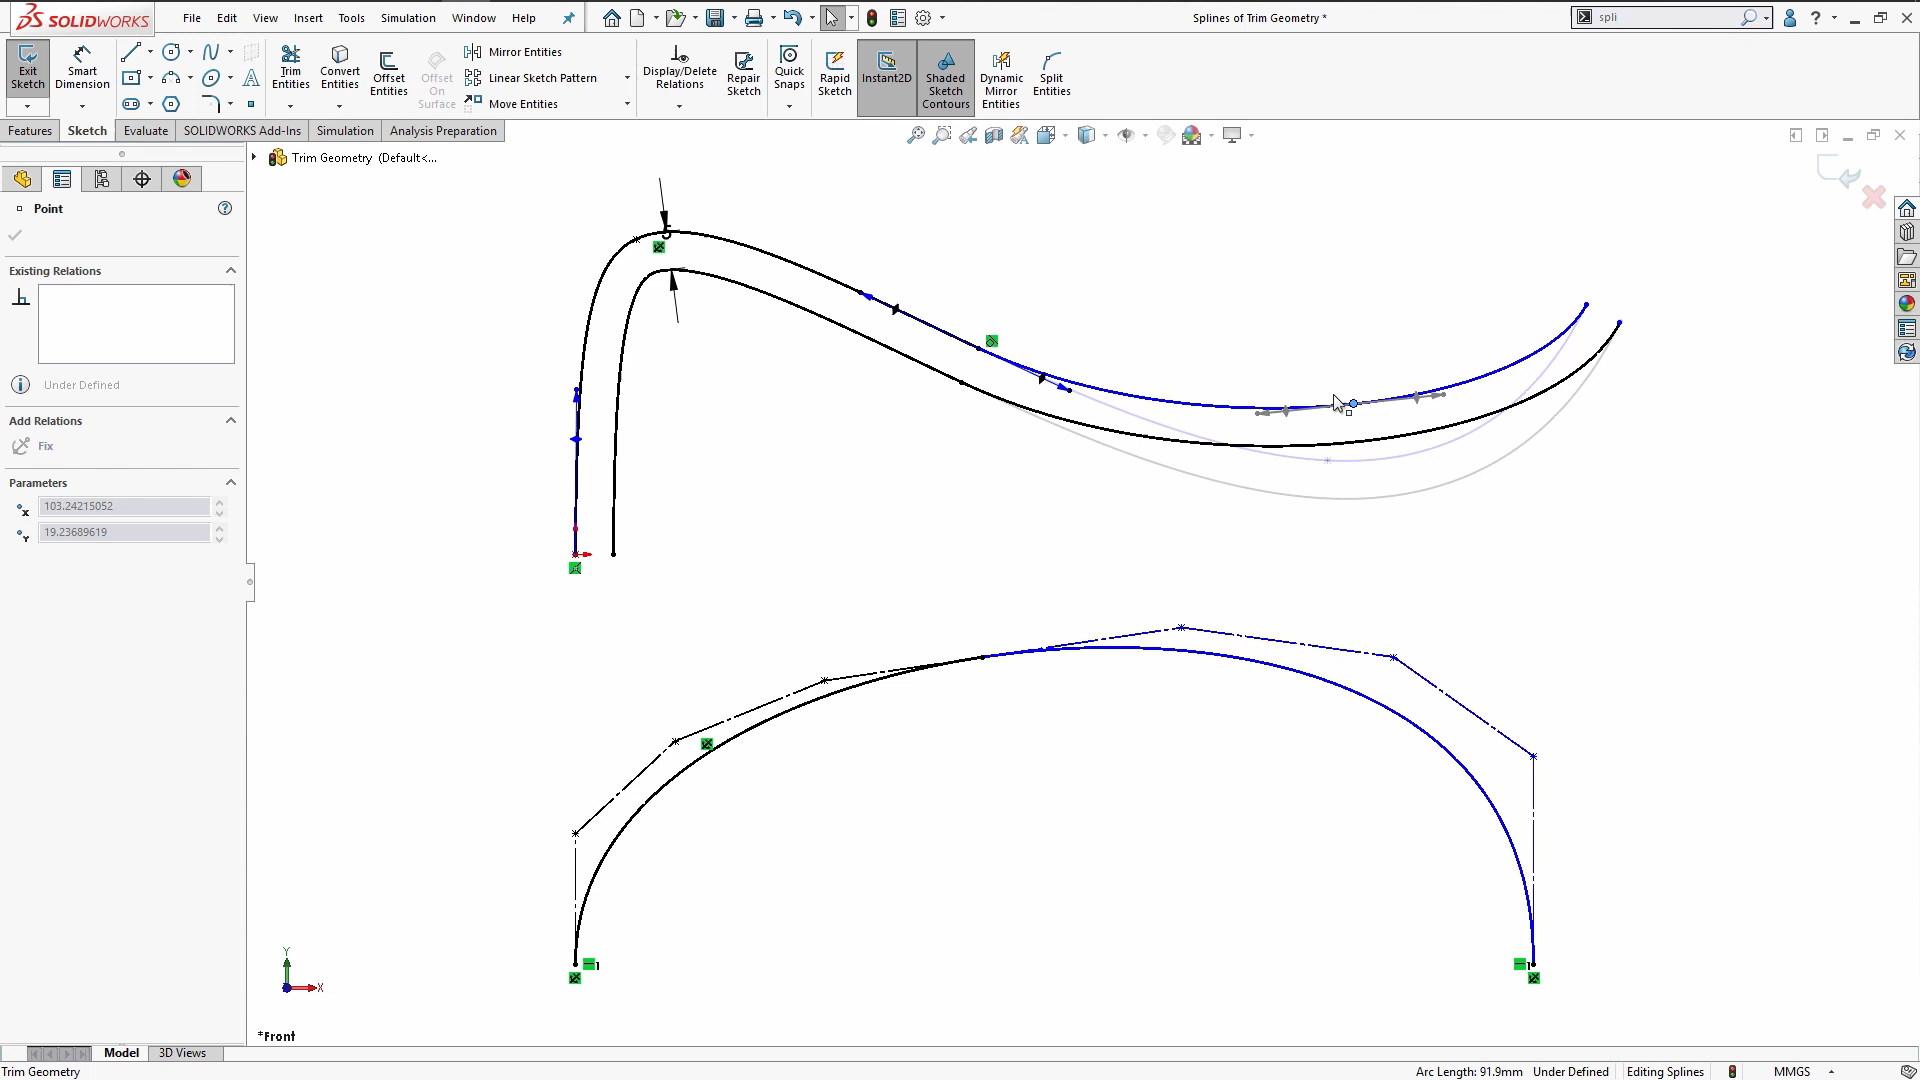 SOLIDWORKS
File Edit View Insert Tools Simulation Window Help
Splines of Trim Geometry *
spli
Exit Sketch
Smart Dimension
Trim Entities
Convert Entities
Offset Entities
Offset On Surface
Mirror Entities
Linear Sketch Pattern
Move Entities
Display/Delete Relations
Repair Sketch
Quick Snaps
Rapid Sketch
Instant2D
Shaded Sketch Contours
Dynamic Mirror Entities
Split Entities
Features Sketch Evaluate SOLIDWORKS Add-Ins Simulation Analysis Preparation
Trim Geometry (Default<...
Point
Existing Relations
Under Defined
Add Relations
Fix
Parameters
103.24215052
19.23689619
5
1
1
Y
X
*Front
Model 3D Views
Trim Geometry
Arc Length: 91.9mm Under Defined Editing Splines MMGS